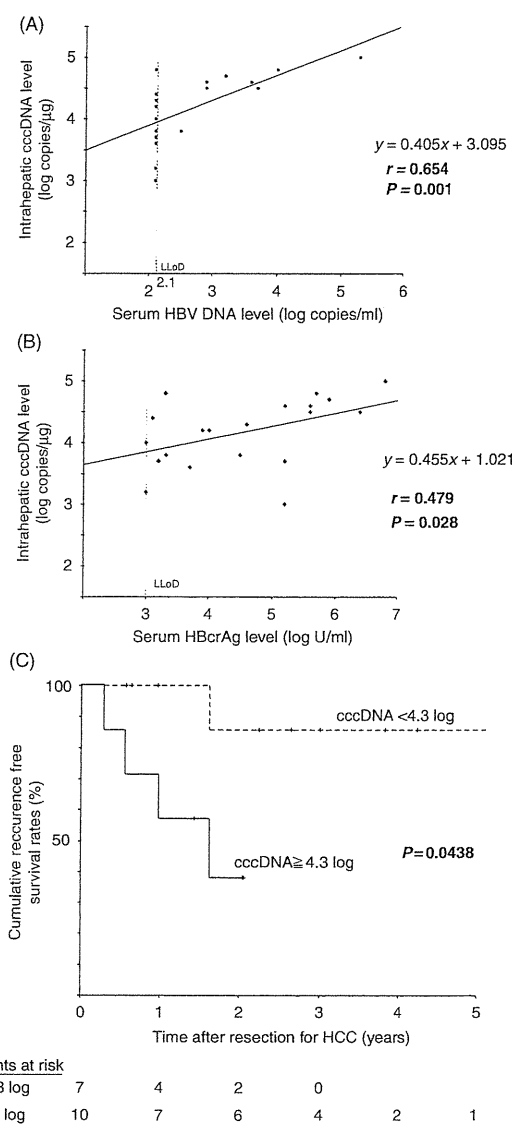 (A)
Intrahepatic cccDNA level
(log copies/μg)
5
4
3
2
y = 0.405x + 3.095
r = 0.654
P = 0.001
LLoD
2.1
2 3 4 5 6
Serum HBV DNA level (log copies/ml)
(B)
Intrahepatic cccDNA level
(log copies/μg)
5
4
3
2
y = 0.455x + 1.021
r = 0.479
P = 0.028
LLoD
3 4 5 6 7
Serum HBcrAg level (log U/ml)
(C)
Cumulative reccurence free
survival rates (%)
100
50
cccDNA <4.3 log
cccDNA≧4.3 log
P=0.0438
0 1 2 3 4 5
Time after resection for HCC (years)
nts at risk
3 log 7 4 2 0
log 10 7 6 4 2 1